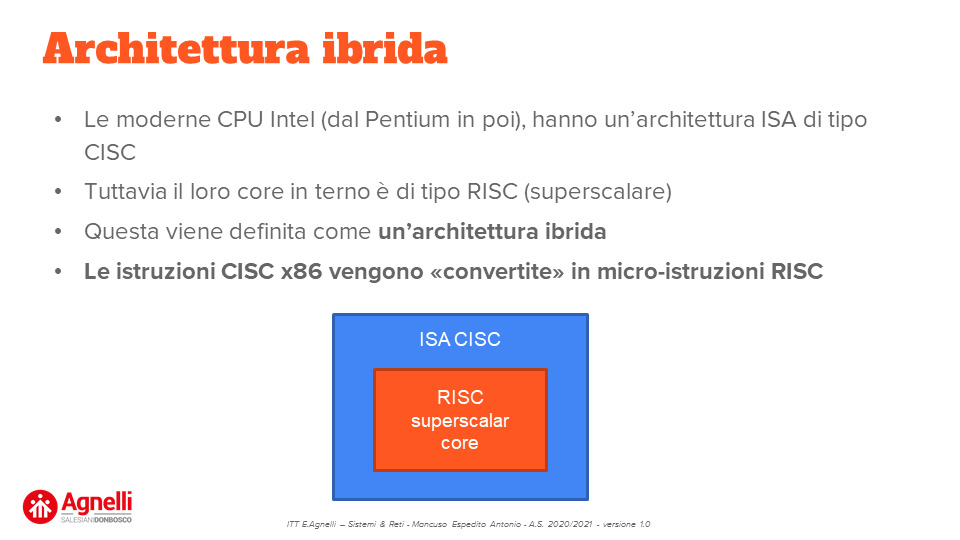 Architettura ibrida
• Le moderne CPU Intel (dal Pentium in poi), hanno un’architettura ISA di tipo
CISC
• Tuttavia il loro core in terno è di tipo RISC (superscalare)
• Questa viene definita come un’architettura ibrida
• Le istruzioni CISC x86 vengono «convertite» in micro-istruzioni RISC
ISA CISC
RISC
superscalar
core
Agnelli
SALESIANI DONBOSCO
ITT E.Agnelli – Sistemi & Reti - Mancuso Espedito Antonio - A.S. 2020/2021 - versione 1.0